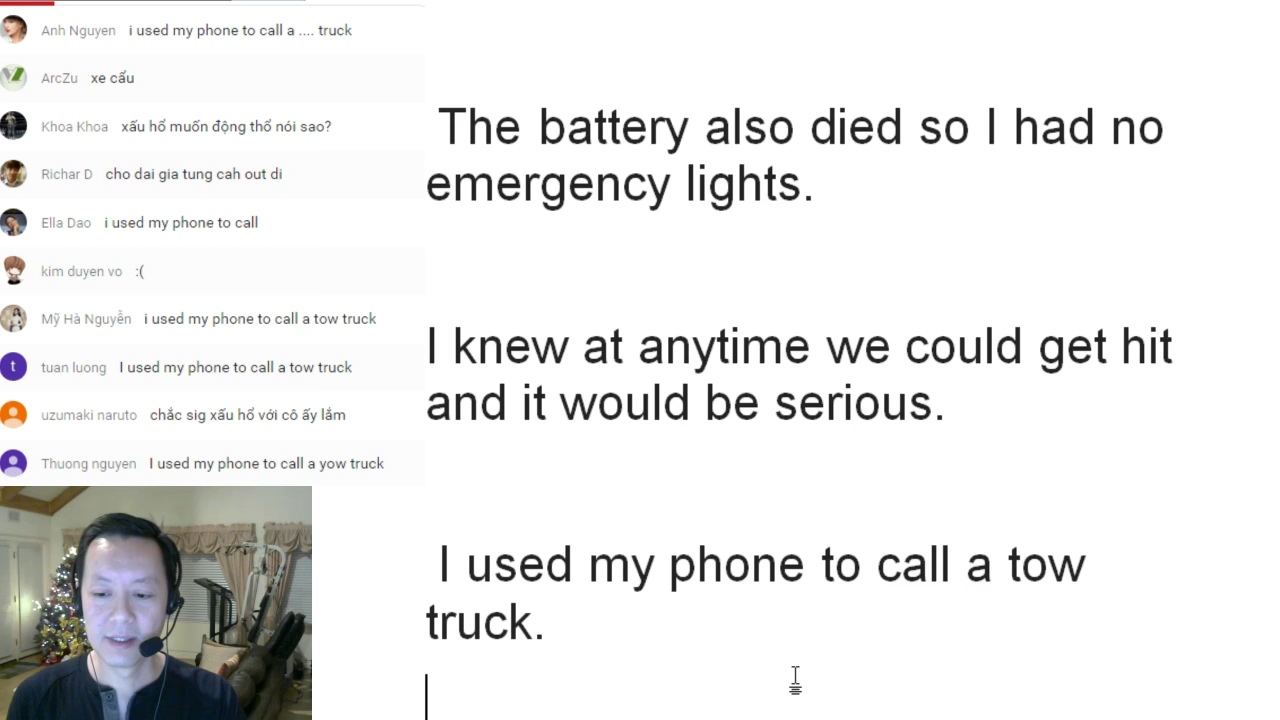 Anh Nguyen i used my phone to call a .... truck
ArcZu xe cẩu
Khoa Khoa xấu hổ muốn động thổ nói sao?
Richar D cho dai gia tung cah out di
Ella Dao i used my phone to call
kim duyen vo :(
Mỹ Hà Nguyễn i used my phone to call a tow truck
t tuan luong I used my phone to call a tow truck
uzumaki naruto chắc sig xấu hổ với cô ấy lắm
Thuong nguyen I used my phone to call a yow truck
The battery also died so I had no
emergency lights.
I knew at anytime we could get hit
and it would be serious.
I used my phone to call a tow
truck.